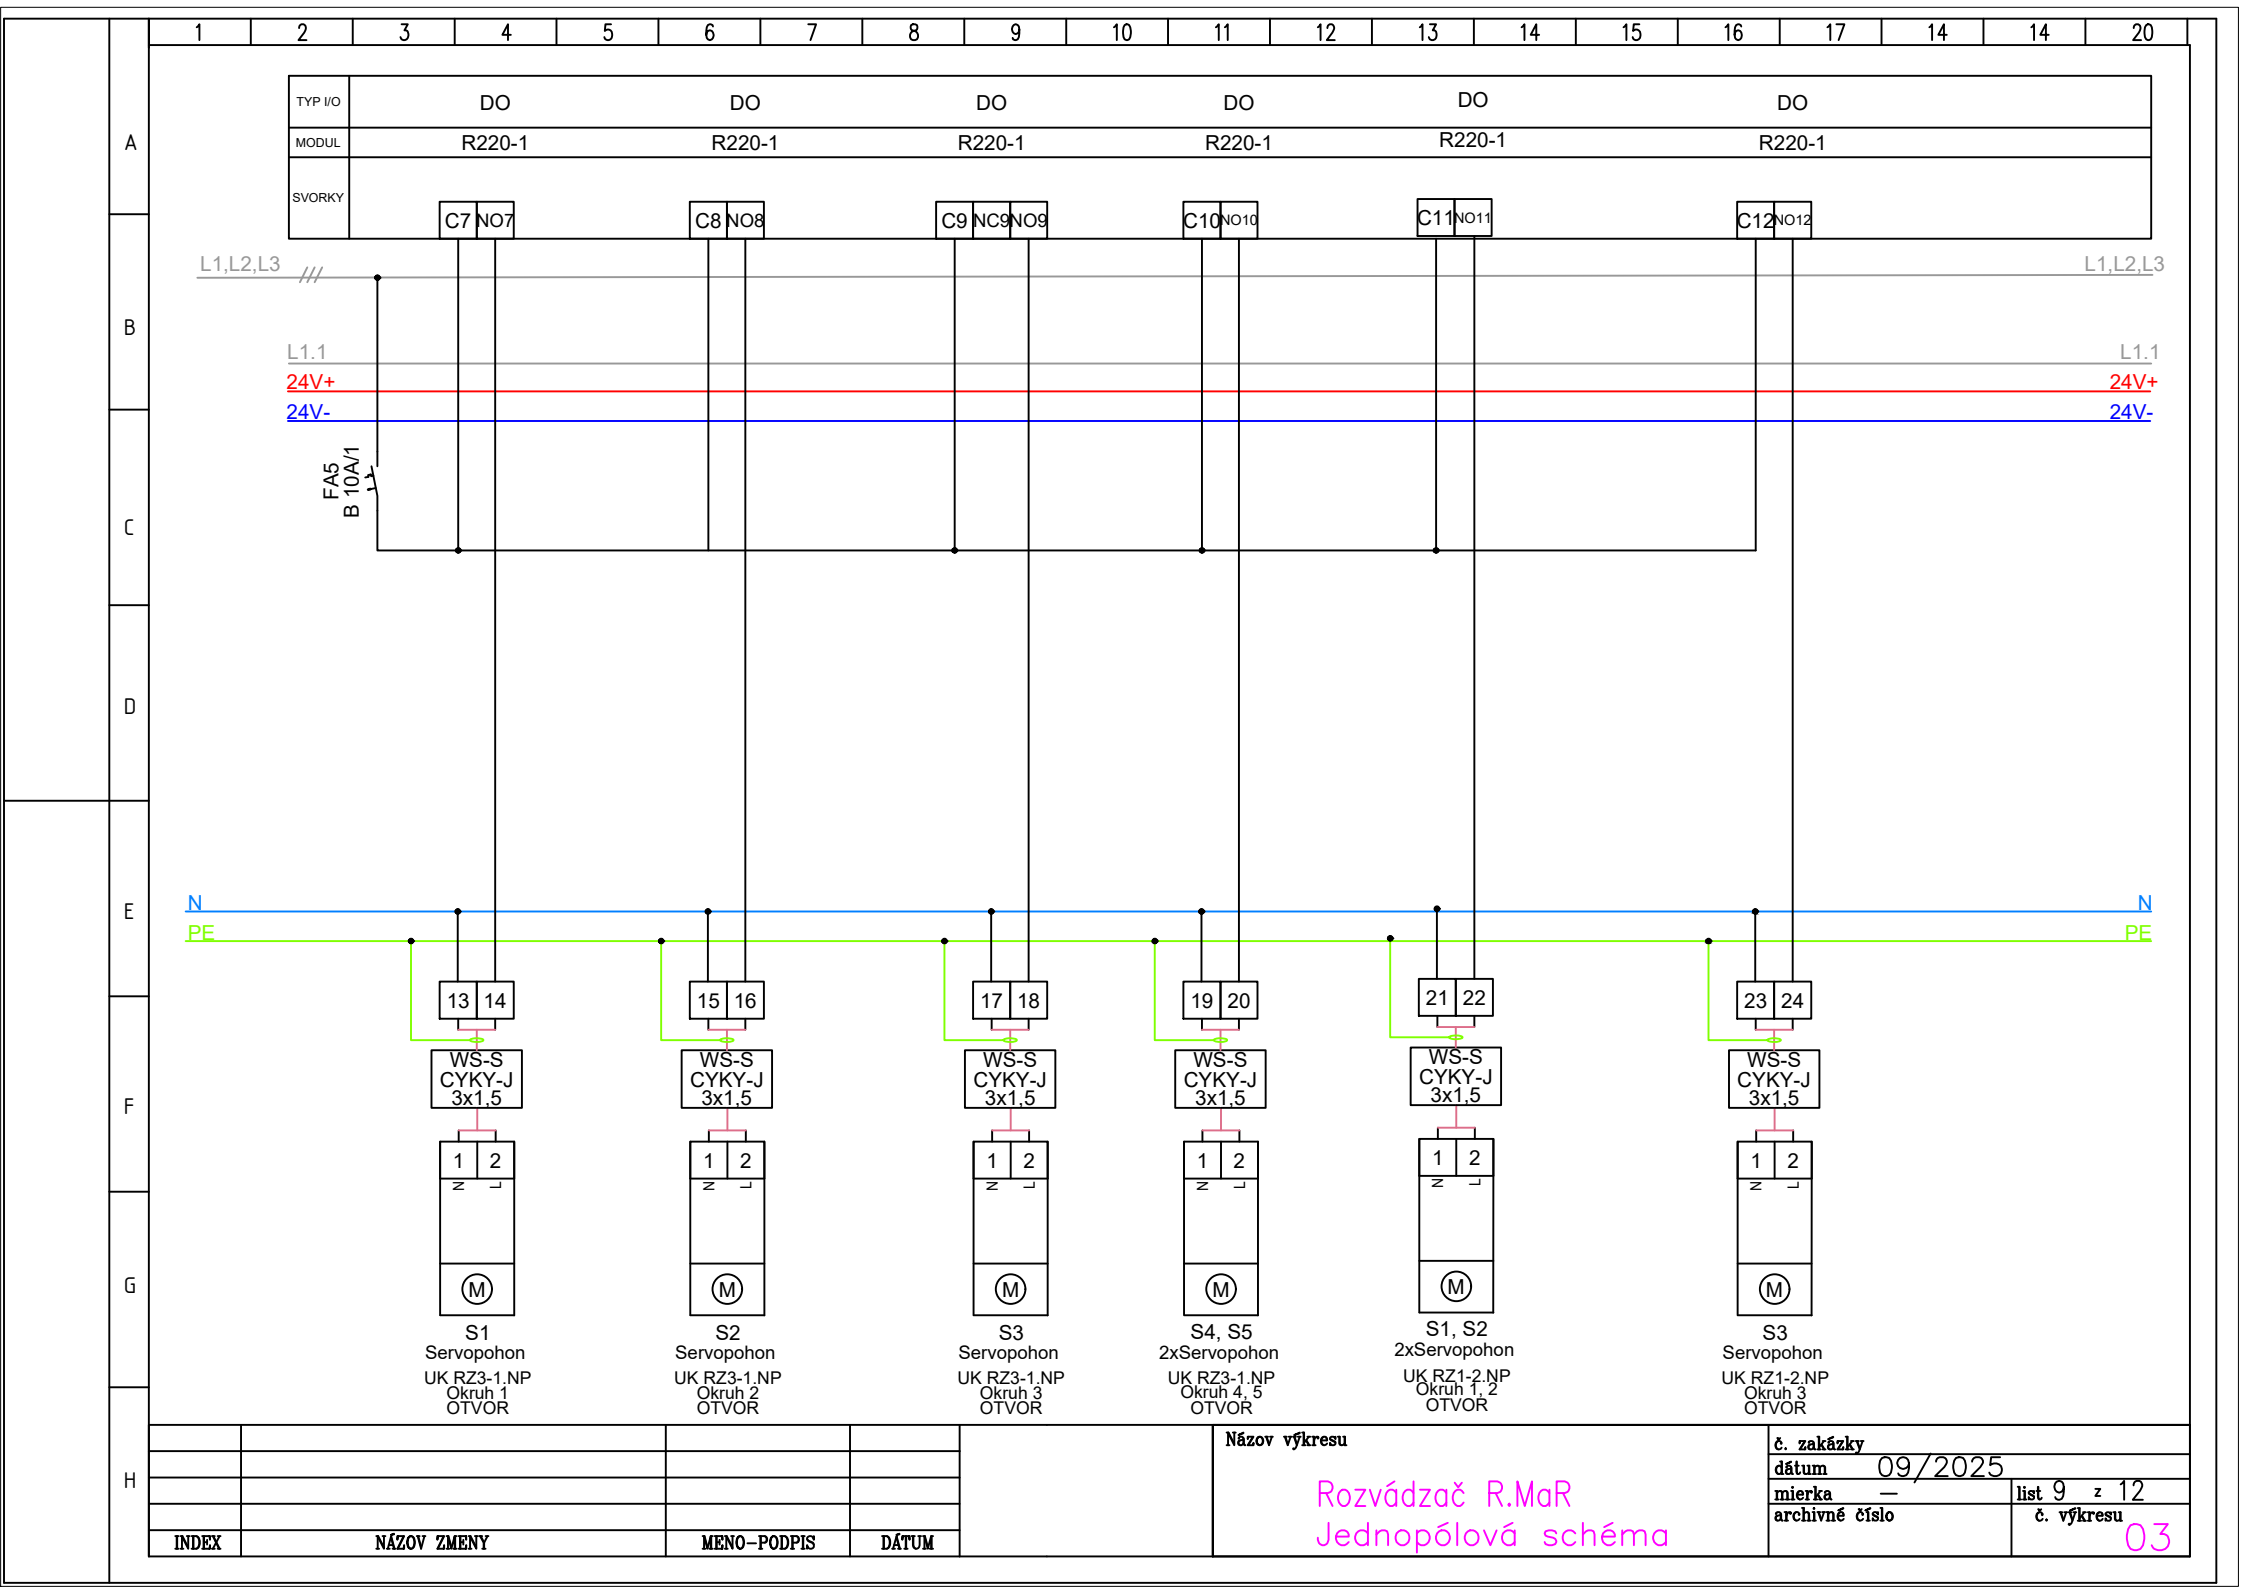 1 2 3 4 5 6 7 8 9 10 11 12 13 14 15 16 17 14 14 20
TYP I/O DO DO DO DO DO DO
MODUL R220-1 R220-1 R220-1 R220-1 R220-1 R220-1
SVORKY
C7 NO7 C8 NO8 C9 NC9 NO9 C10 NO10 C11 NO11 C12 NO12
A
L1,L2,L3 L1,L2,L3
B
L1.1 L1.1
24V+ 24V+
24V- 24V-
FA5
B 10A/1
C
D
E
N N
PE PE
13 14 15 16 17 18 19 20 21 22 23 24
WS-S WS-S WS-S WS-S WS-S WS-S
CYKY-J CYKY-J CYKY-J CYKY-J CYKY-J CYKY-J
3x1,5 3x1,5 3x1,5 3x1,5 3x1,5 3x1,5
F
1 2 1 2 1 2 1 2 1 2 1 2
N L N L N L N L N L N L
G
M M M M M M
S1 S2 S3 S4, S5 S1, S2 S3
Servopohon Servopohon Servopohon 2xServopohon 2xServopohon Servopohon
UK RZ3-1.NP UK RZ3-1.NP UK RZ3-1.NP UK RZ3-1.NP UK RZ1-2.NP UK RZ1-2.NP
Okruh 1 Okruh 2 Okruh 3 Okruh 4, 5 Okruh 1, 2 Okruh 3
OTVOR OTVOR OTVOR OTVOR OTVOR OTVOR
H
INDEX NÁZOV ZMENY MENO-PODPIS DÁTUM
Názov výkresu
Rozvádzač R.MaR
Jednopólová schéma
č. zakázky
dátum 09/2025
mierka — list 9 z 12
archivné číslo č. výkresu
03